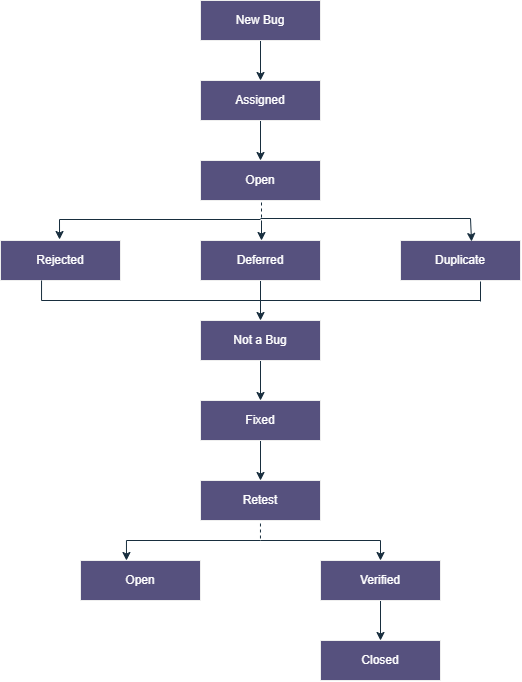 New Bug
Assigned
Open
Rejected
Deferred
Duplicate
Not a Bug
Fixed
Retest
Open
Verified
Closed